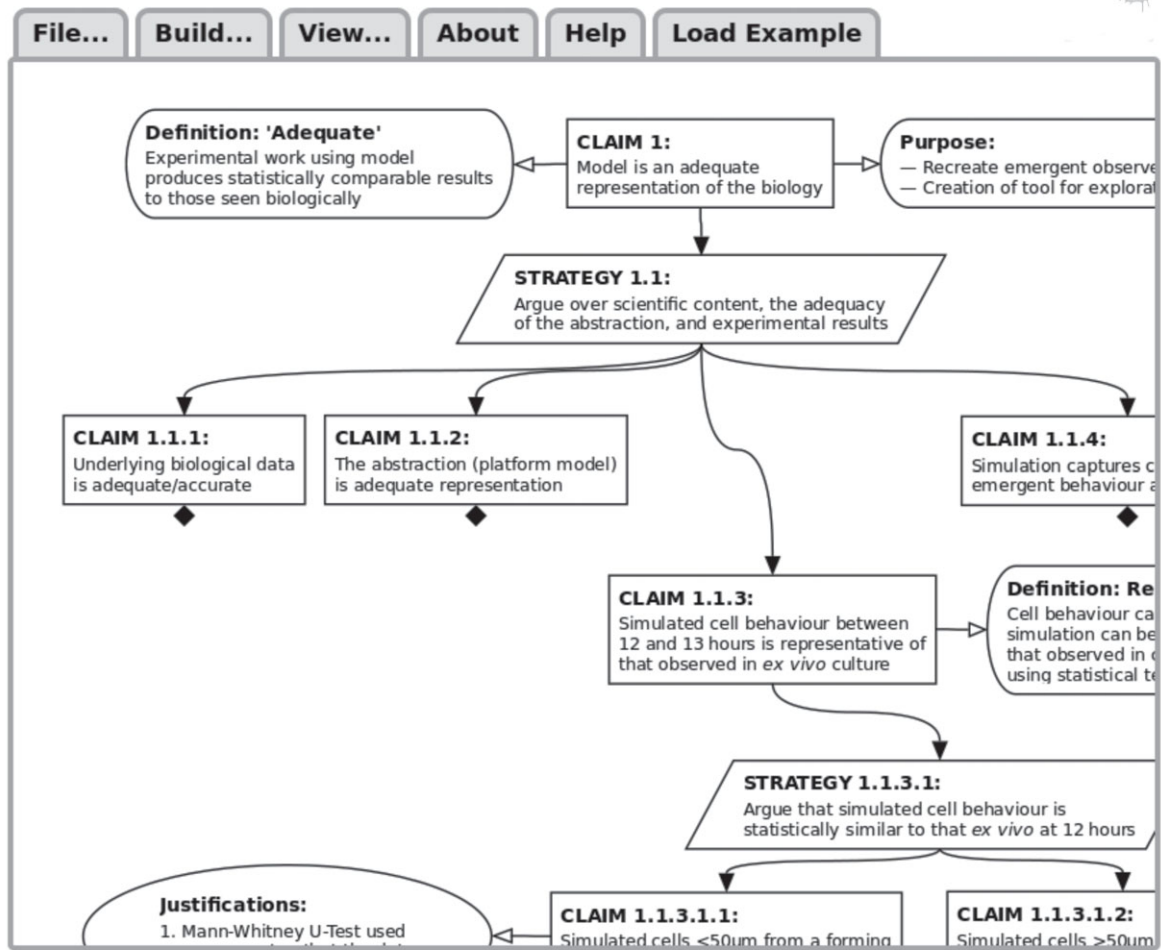 File...
Build...
View...
About
Help
Load Example
Definition: 'Adequate'
Experimental work using model
produces statistically comparable results
to those seen biologically
CLAIM 1:
Model is an adequate
representation of the biology
Purpose:
— Recreate emergent observe
— Creation of tool for explorat
STRATEGY 1.1:
Argue over scientific content, the adequacy
of the abstraction, and experimental results
CLAIM 1.1.1:
Underlying biological data
is adequate/accurate
CLAIM 1.1.2:
The abstraction (platform model)
is adequate representation
CLAIM 1.1.4:
Simulation captures c
emergent behaviour a
CLAIM 1.1.3:
Simulated cell behaviour between
12 and 13 hours is representative of
that observed in ex vivo culture
Definition: Re
Cell behaviour ca
simulation can be
that observed in
using statistical te
STRATEGY 1.1.3.1:
Argue that simulated cell behaviour is
statistically similar to that ex vivo at 12 hours
Justifications:
1. Mann-Whitney U-Test used
CLAIM 1.1.3.1.1:
Simulated cells <50um from a forming
CLAIM 1.1.3.1.2:
Simulated cells >50um